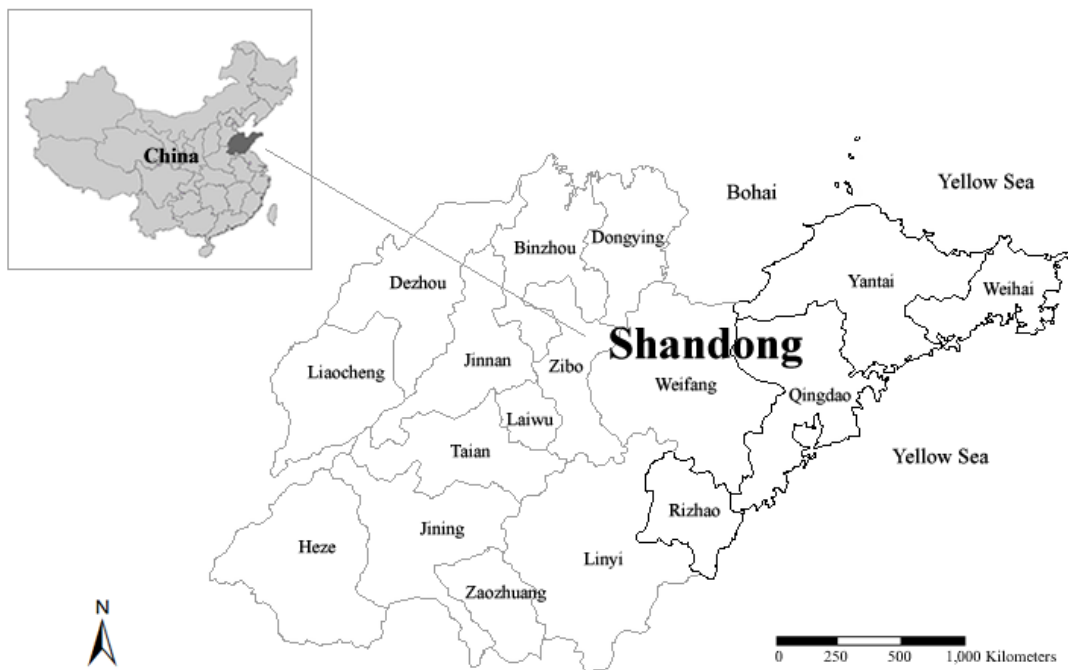 China
Bohai
Yellow Sea
Binzhou
Dongying
Dezhou
Yantai
Weihai
Shandong
Liaocheng
Jinnan
Zibo
Weifang
Qingdao
Laiwu
Taian
Yellow Sea
Rizhao
Jining
Heze
Linyi
Zaozhuang
N
0 250 500 1,000 Kilometers